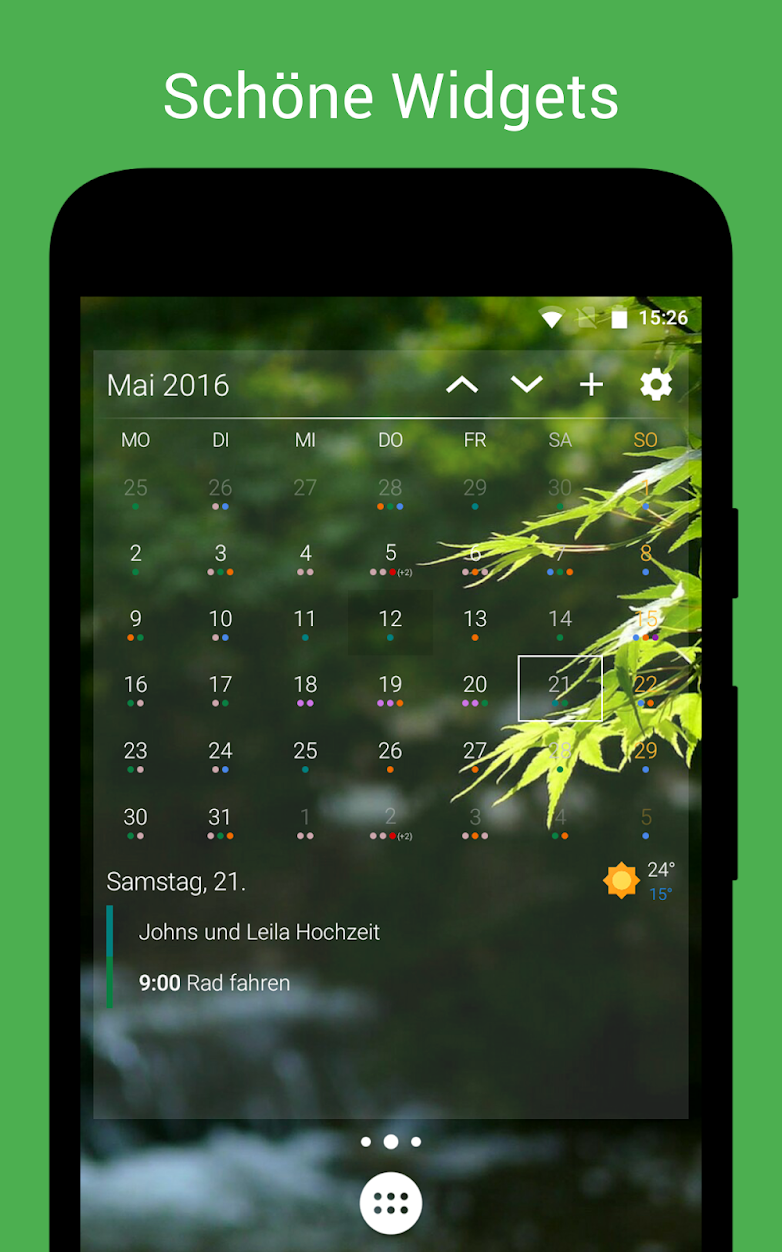 Schöne Widgets
15:26
Mai 2016
MO DI MI DO FR SA SO
25 26 27 28 29 30 1
2 3 4 5 6 7 8
(+2)
9 10 11 12 13 14 15
16 17 18 19 20 21 22
23 24 25 26 27 28 29
30 31 1 2 3 4 5
(+2)
Samstag, 21. 24°
15°
Johns und Leila Hochzeit
9:00 Rad fahren